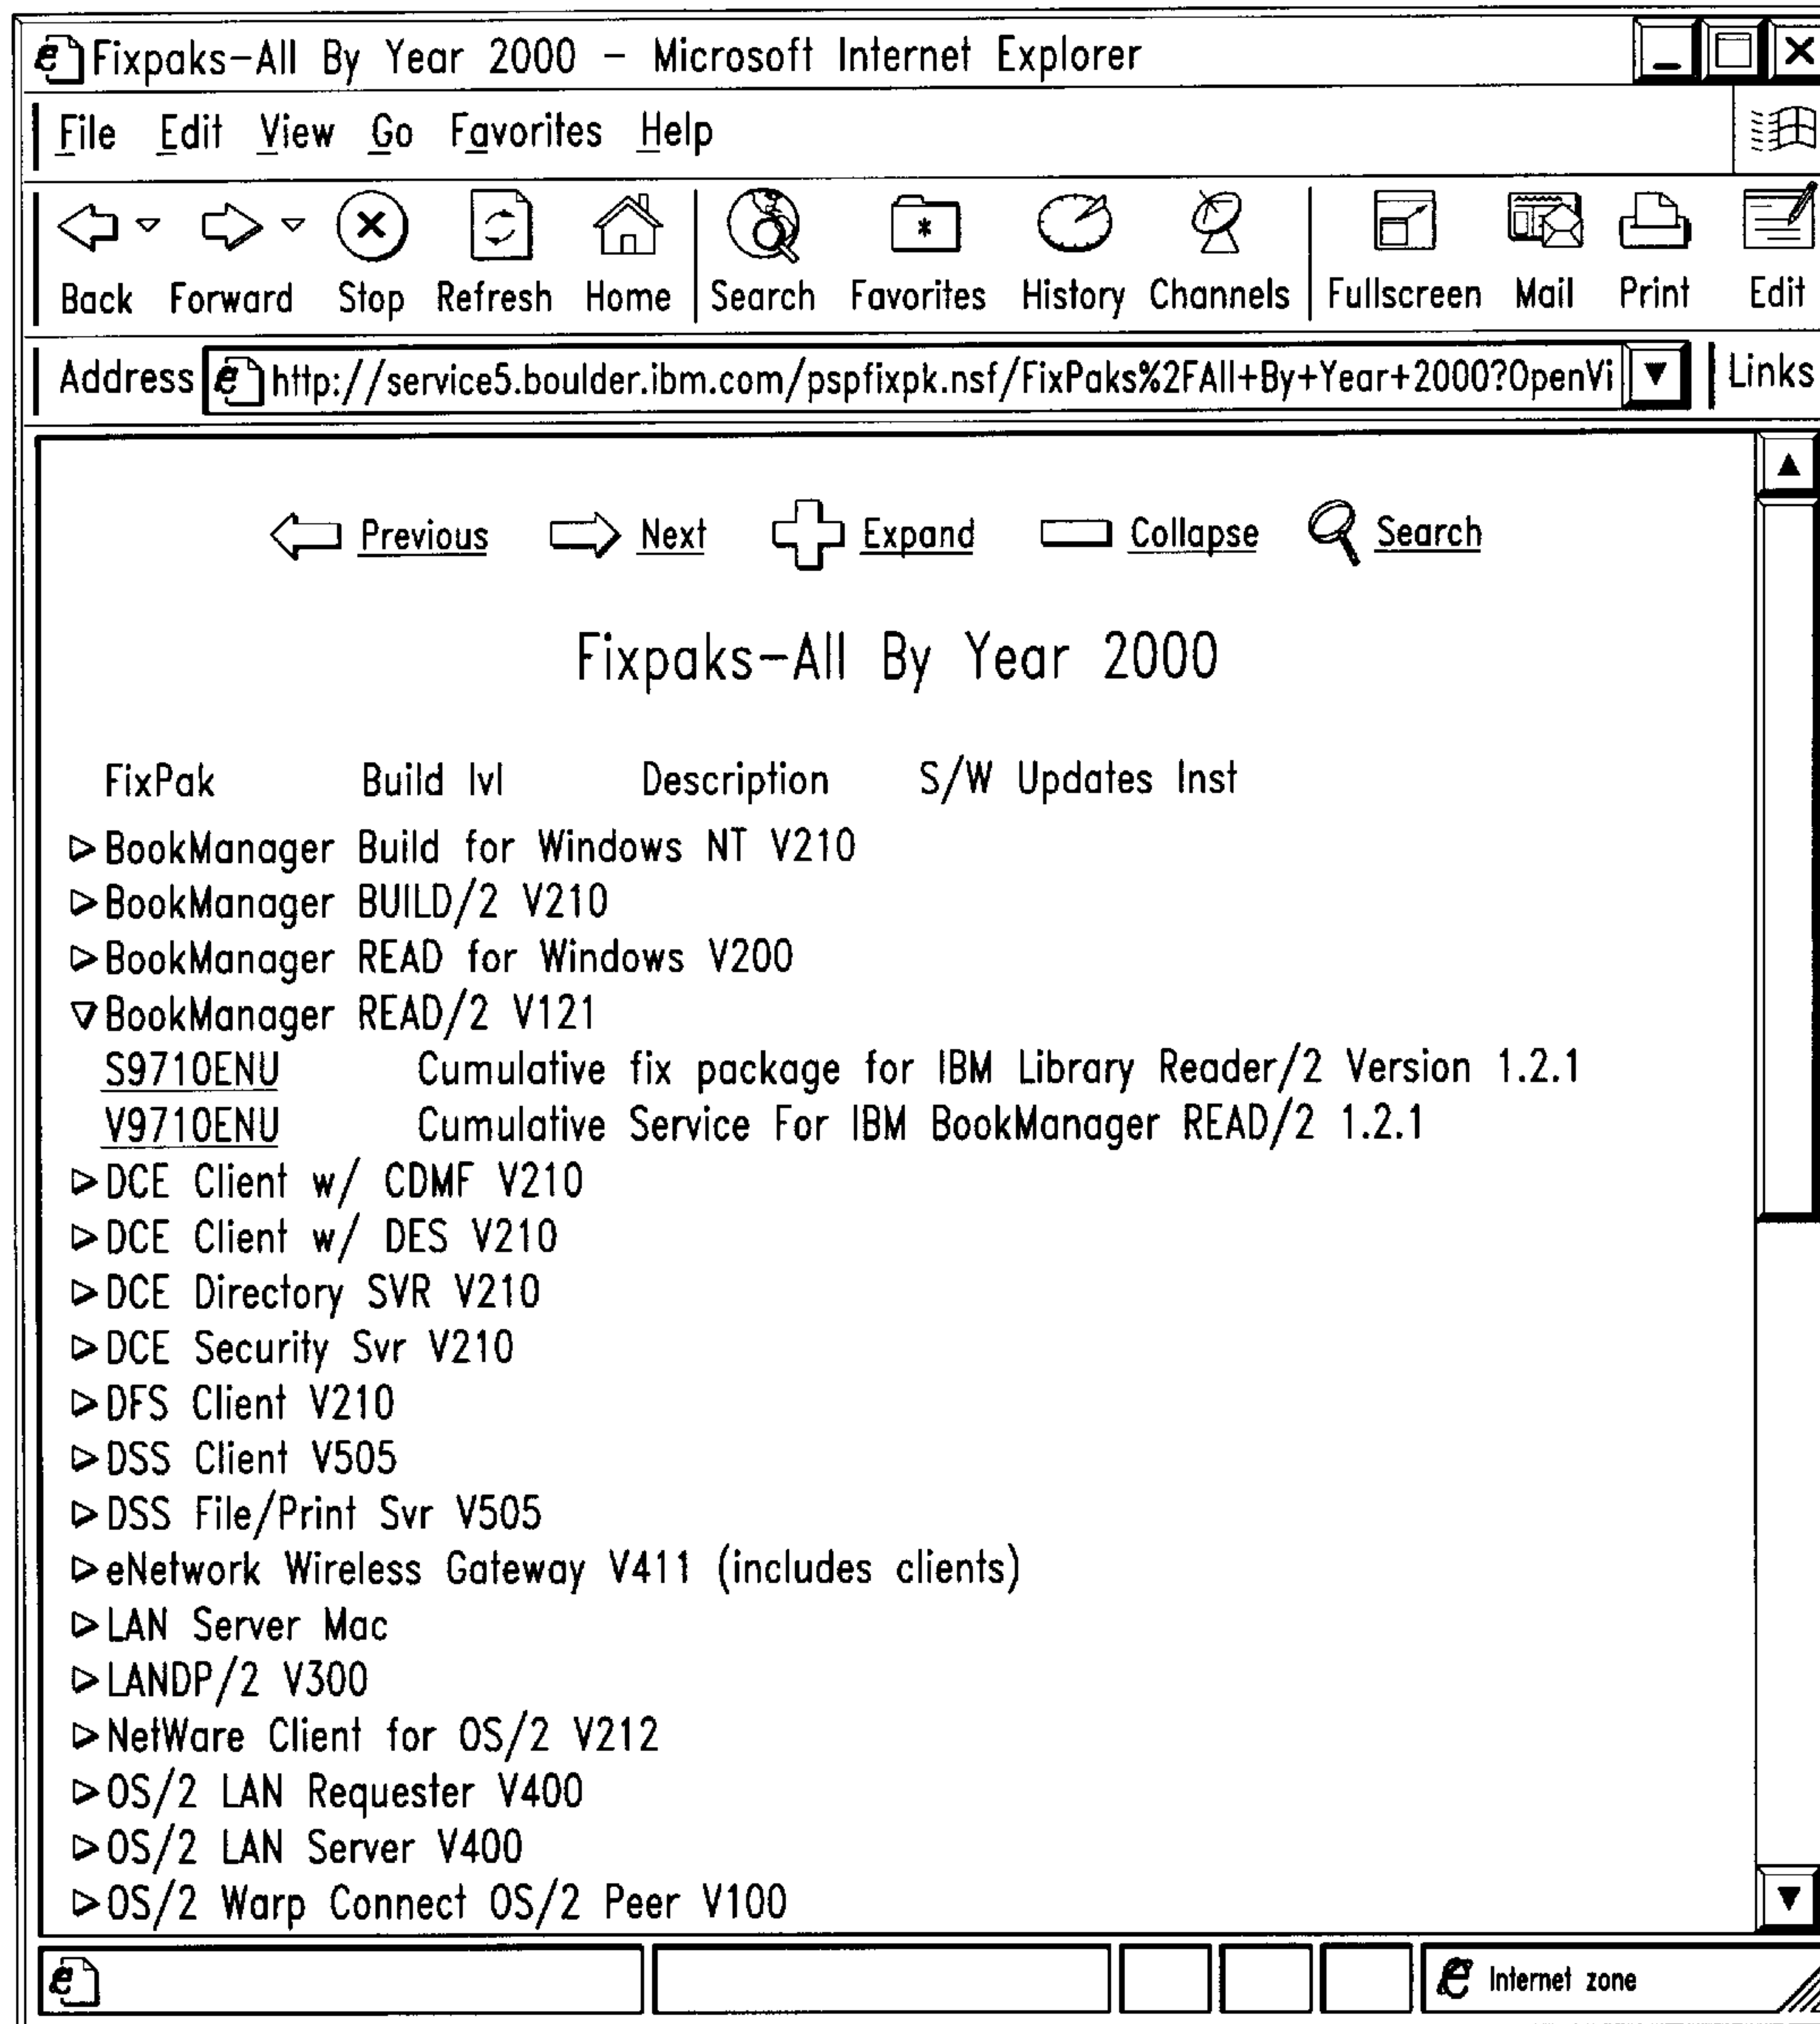 Fixpaks-All By Year 2000 - Microsoft Internet Explorer
File Edit View Go Favorites Help
Back Forward Stop Refresh Home Search Favorites History Channels Fullscreen Mail Print Edit
Address http://service5.boulder.ibm.com/pspfixpk.nsf/FixPaks%2FAll+By+Year+2000?OpenVi Links
Previous Next Expand Collapse Search
Fixpaks-All By Year 2000
FixPak Build lvl Description S/W Updates Inst
BookManager Build for Windows NT V210
BookManager BUILD/2 V210
BookManager READ for Windows V200
BookManager READ/2 V121
S9710ENU Cumulative fix package for IBM Library Reader/2 Version 1.2.1
V9710ENU Cumulative Service For IBM BookManager READ/2 1.2.1
DCE Client w/ CDMF V210
DCE Client w/ DES V210
DCE Directory SVR V210
DCE Security Svr V210
DFS Client V210
DSS Client V505
DSS File/Print Svr V505
eNetwork Wireless Gateway V411 (includes clients)
LAN Server Mac
LANDP/2 V300
NetWare Client for OS/2 V212
OS/2 LAN Requester V400
OS/2 LAN Server V400
OS/2 Warp Connect OS/2 Peer V100
Internet zone